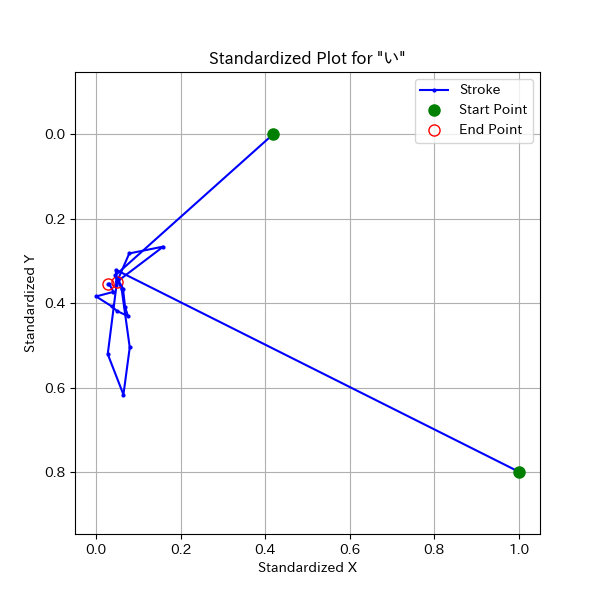 Standardized Plot for "い"
Stroke
Start Point
End Point
Standardized Y
0.0
0.2
0.4
0.6
0.8
0.0 0.2 0.4 0.6 0.8 1.0
Standardized X